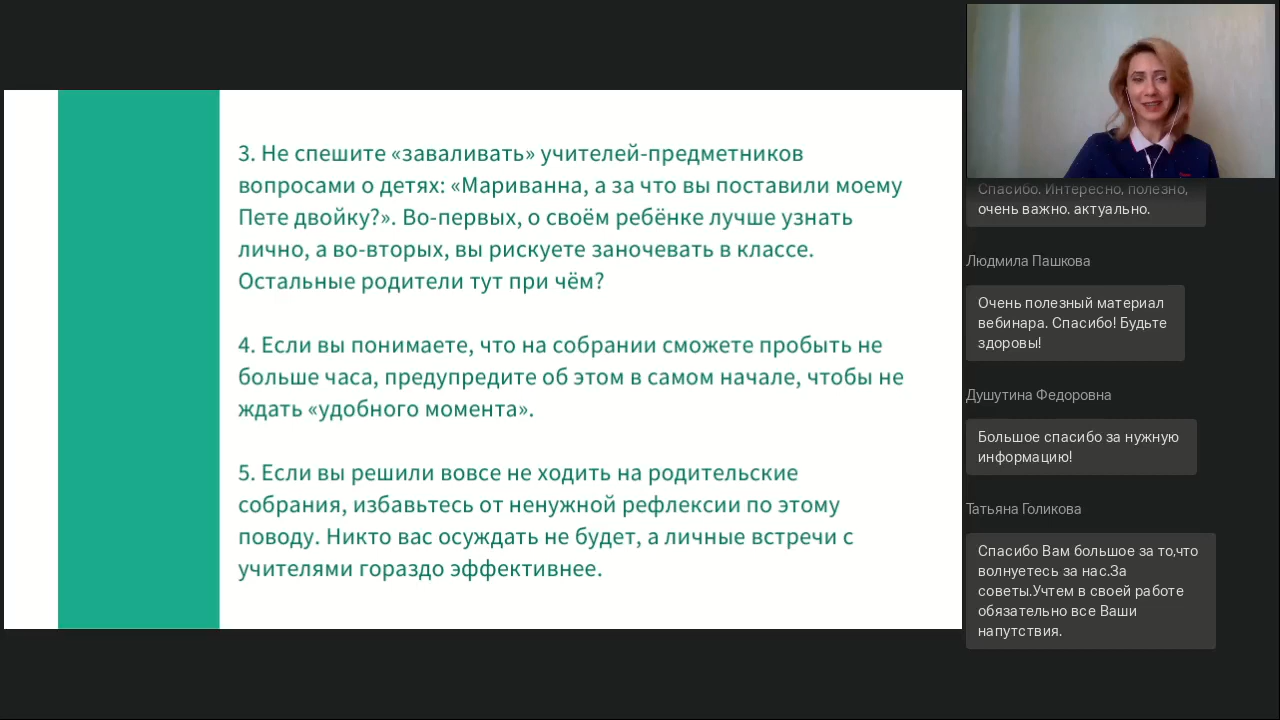 3. Не спешите «заваливать» учителей-предметников
вопросами о детях: «Мариванна, а за что вы поставили моему
Пете двойку?». Во-первых, о своём ребёнке лучше узнать
лично, а во-вторых, вы рискуете заночевать в классе.
Остальные родители тут при чём?
4. Если вы понимаете, что на собрании сможете пробыть не
больше часа, предупредите об этом в самом начале, чтобы не
ждать «удобного момента».
5. Если вы решили вовсе не ходить на родительские
собрания, избавьтесь от ненужной рефлексии по этому
поводу. Никто вас осуждать не будет, а личные встречи с
учителями гораздо эффективнее.
Спасибо. Интересно, полезно,
очень важно. актуально.
Людмила Пашкова
Очень полезный материал
вебинара. Спасибо! Будьте
здоровы!
Душутина Федоровна
Большое спасибо за нужную
информацию!
Татьяна Голикова
Спасибо Вам большое за то,что
волнуетесь за нас.За
советы.Учтем в своей работе
обязательно все Ваши
напутствия.